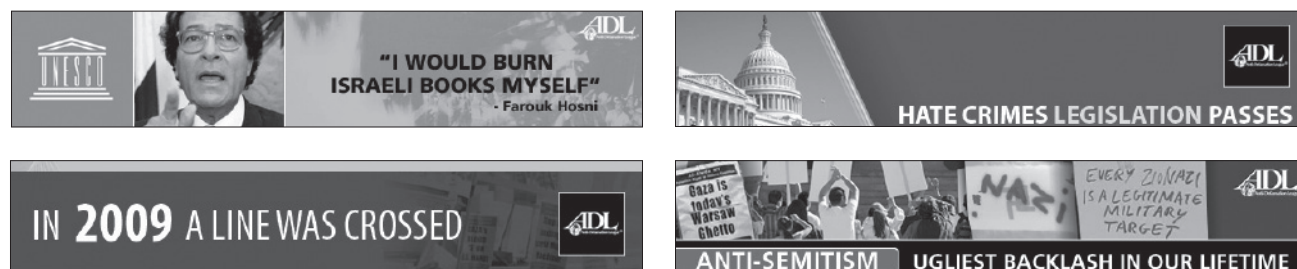 UNESCO
"I WOULD BURN
ISRAELI BOOKS MYSELF"
- Farouk Hosni
ADL
ADL
HATE CRIMES LEGISLATION PASSES
IN 2009 A LINE WAS CROSSED
ADL
Gaza is
today's
Warsaw
Ghetto
NAZi
EVERY ZIONAZI
IS A LEGITIMATE
MILITARY
TARGET
ADL
ANTI-SEMITISM UGLIEST BACKLASH IN OUR LIFETIME